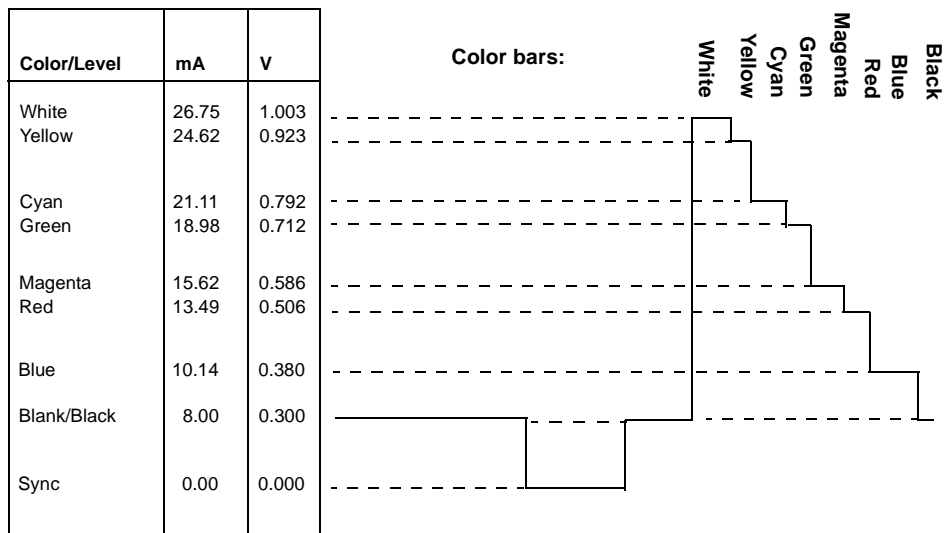 Color/Level mA V
White 26.75 1.003
Yellow 24.62 0.923
Cyan 21.11 0.792
Green 18.98 0.712
Magenta 15.62 0.586
Red 13.49 0.506
Blue 10.14 0.380
Blank/Black 8.00 0.300
Sync 0.00 0.000
Color bars:
White
Yellow
Cyan
Green
Magenta
Red
Blue
Black